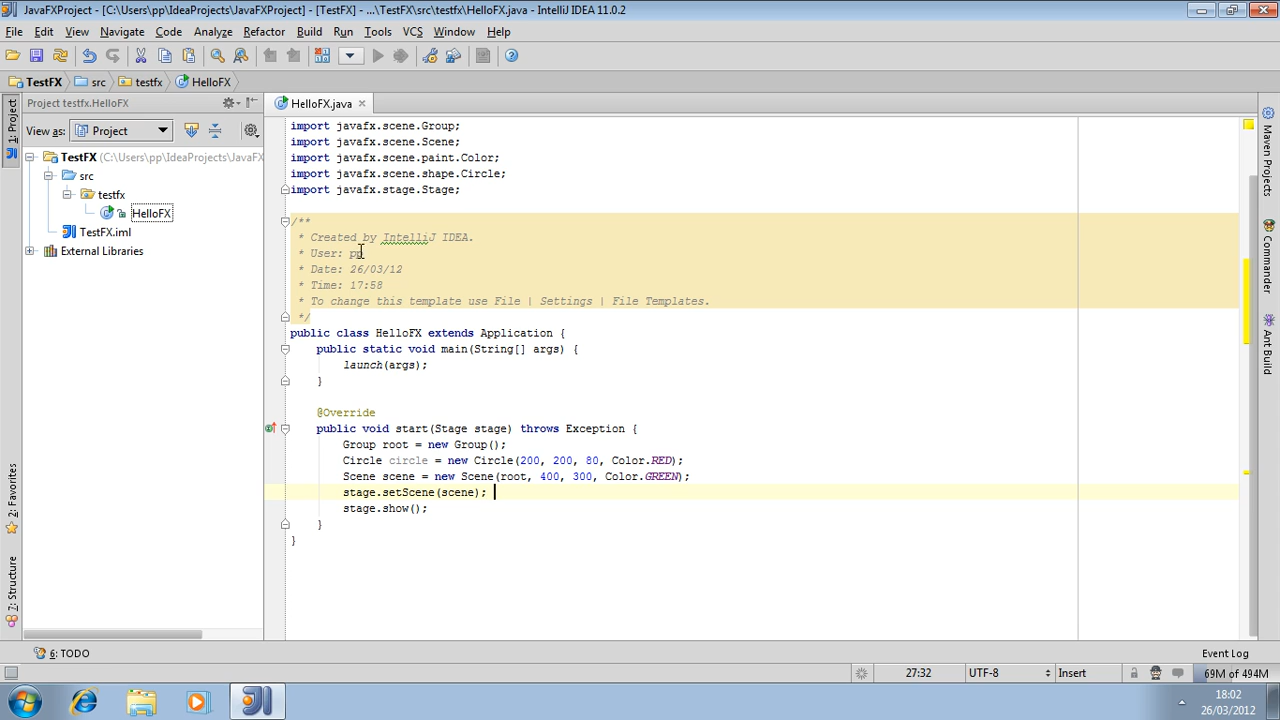 JavaFXProject - [C:\Users\pp\IdeaProjects\JavaFXProject] - [TestFX] - ...\TestFX\src\testfx\HelloFX.java - IntelliJ IDEA 11.0.2
File Edit View Navigate Code Analyze Refactor Build Run Tools VCS Window Help
TestFX src testfx HelloFX
Project testfx.HelloFX
HelloFX.java
View as: Project
TestFX (C:\Users\pp\IdeaProjects\JavaFX
src
testfx
HelloFX
TestFX.iml
External Libraries
1: Project
2: Favorites
7: Structure
import javafx.scene.Group;
import javafx.scene.Scene;
import javafx.scene.paint.Color;
import javafx.scene.shape.Circle;
import javafx.stage.Stage;
/**
* Created by IntelliJ IDEA.
* User: pp
* Date: 26/03/12
* Time: 17:58
* To change this template use File | Settings | File Templates.
*/
public class HelloFX extends Application {
public static void main(String[] args) {
launch(args);
}
@Override
public void start(Stage stage) throws Exception {
Group root = new Group();
Circle circle = new Circle(200, 200, 80, Color.RED);
Scene scene = new Scene(root, 400, 300, Color.GREEN);
stage.setScene(scene);
stage.show();
}
}
Maven Projects
Commander
Ant Build
6: TODO
Event Log
27:32 UTF-8 Insert 69M of 494M
18:02
26/03/2012